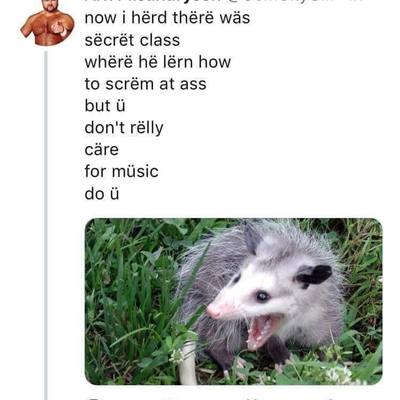 now i hërd thërë wäs
sëcrët class
whërë hë lërn how
to scrëm at ass
but ü
don't rëlly
cäre
for müsic
do ü